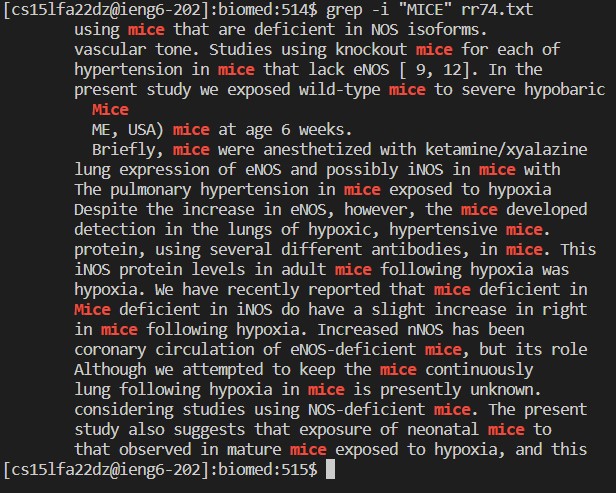 [cs15lfa22dz@ieng6-202]:biomed:514$ grep -i "MICE" rr74.txt
using mice that are deficient in NOS isoforms.
vascular tone. Studies using knockout mice for each of
hypertension in mice that lack eNOS [ 9, 12]. In the
present study we exposed wild-type mice to severe hypobaric
Mice
ME, USA) mice at age 6 weeks.
Briefly, mice were anesthetized with ketamine/xyalazine
lung expression of eNOS and possibly iNOS in mice with
The pulmonary hypertension in mice exposed to hypoxia
Despite the increase in eNOS, however, the mice developed
detection in the lungs of hypoxic, hypertensive mice.
protein, using several different antibodies, in mice. This
iNOS protein levels in adult mice following hypoxia was
hypoxia. We have recently reported that mice deficient in
Mice deficient in iNOS do have a slight increase in right
in mice following hypoxia. Increased nNOS has been
coronary circulation of eNOS-deficient mice, but its role
Although we attempted to keep the mice continuously
lung following hypoxia in mice is presently unknown.
considering studies using NOS-deficient mice. The present
study also suggests that exposure of neonatal mice to
that observed in mature mice exposed to hypoxia, and this
[cs15lfa22dz@ieng6-202]:biomed:515$